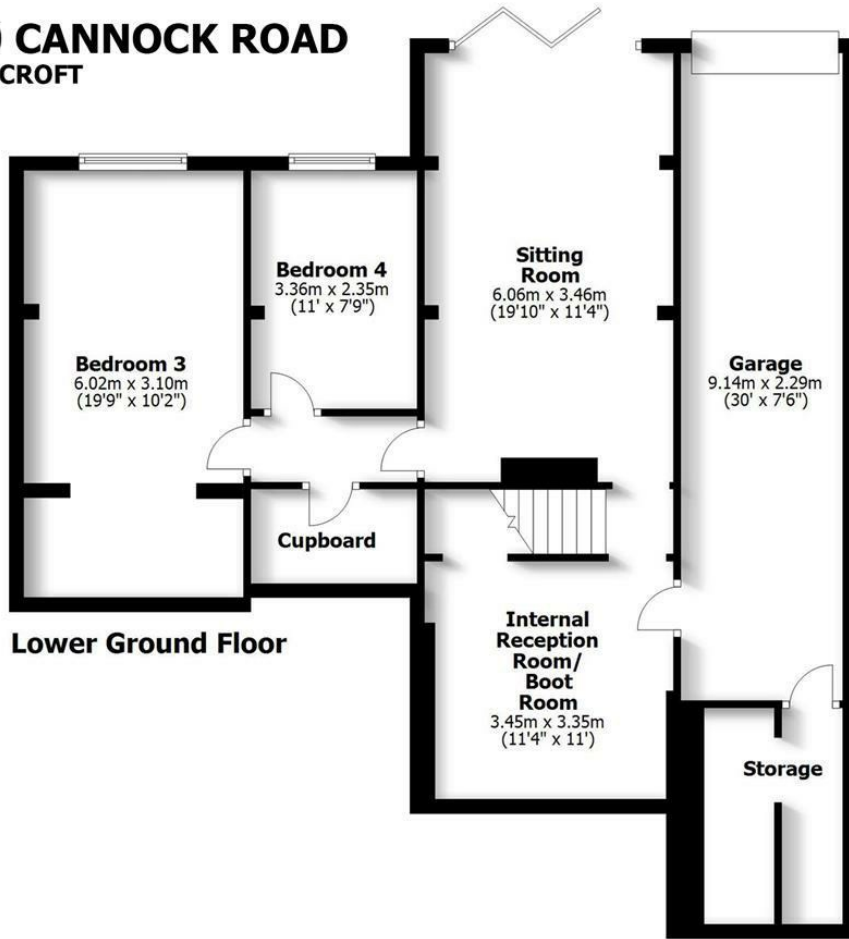 CANNOCK ROAD
CROFT
Bedroom 3
6.02m x 3.10m
(19'9" x 10'2")
Bedroom 4
3.36m x 2.35m
(11' x 7'9")
Sitting
Room
6.06m x 3.46m
(19'10" x 11'4")
Garage
9.14m x 2.29m
(30' x 7'6")
Cupboard
Lower Ground Floor
Internal
Reception
Room/
Boot
Room
3.45m x 3.35m
(11'4" x 11')
Storage